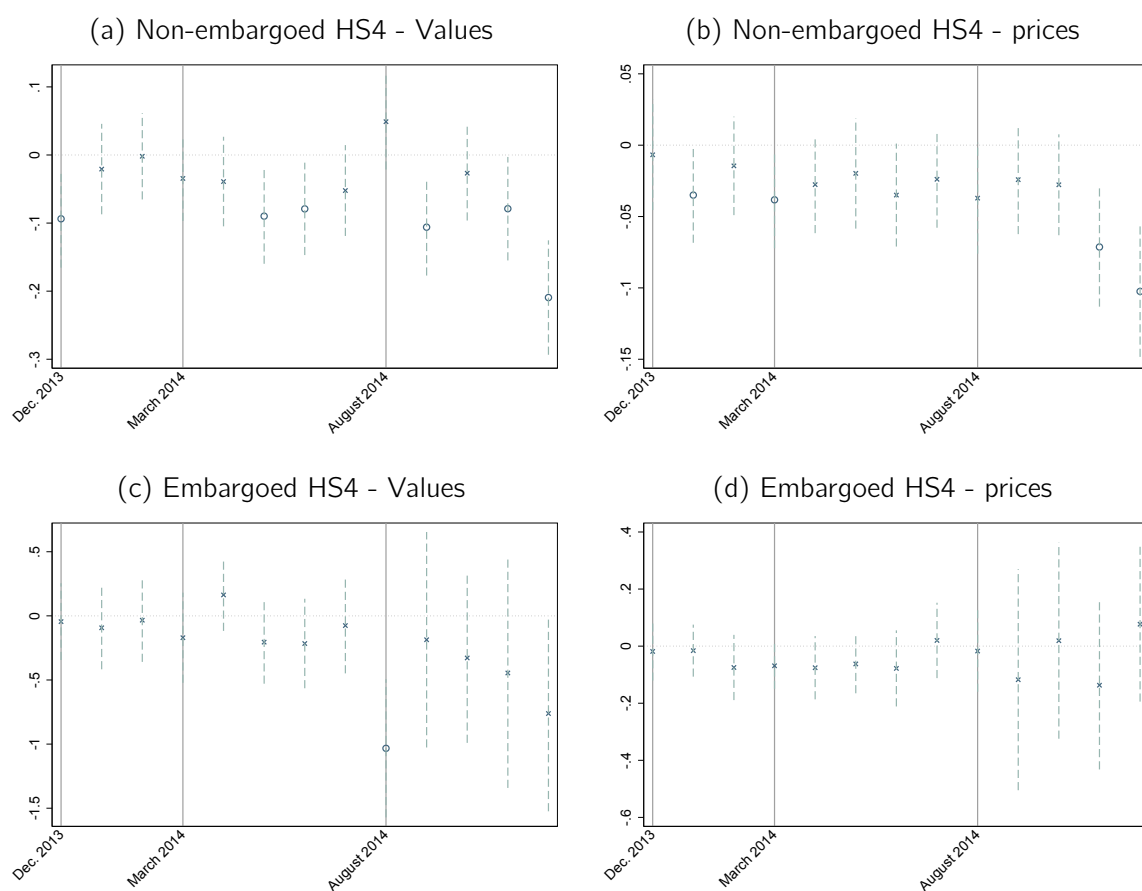 (a) Non-embargoed HS4 - Values
.1
0
-.1
-.2
-.3
Dec. 2013
March 2014
August 2014
(b) Non-embargoed HS4 - prices
.05
0
-.05
-.1
-.15
Dec. 2013
March 2014
August 2014
(c) Embargoed HS4 - Values
.5
0
-.5
-1
-1.5
Dec. 2013
March 2014
August 2014
(d) Embargoed HS4 - prices
.4
.2
0
-.2
-.4
-.6
Dec. 2013
March 2014
August 2014